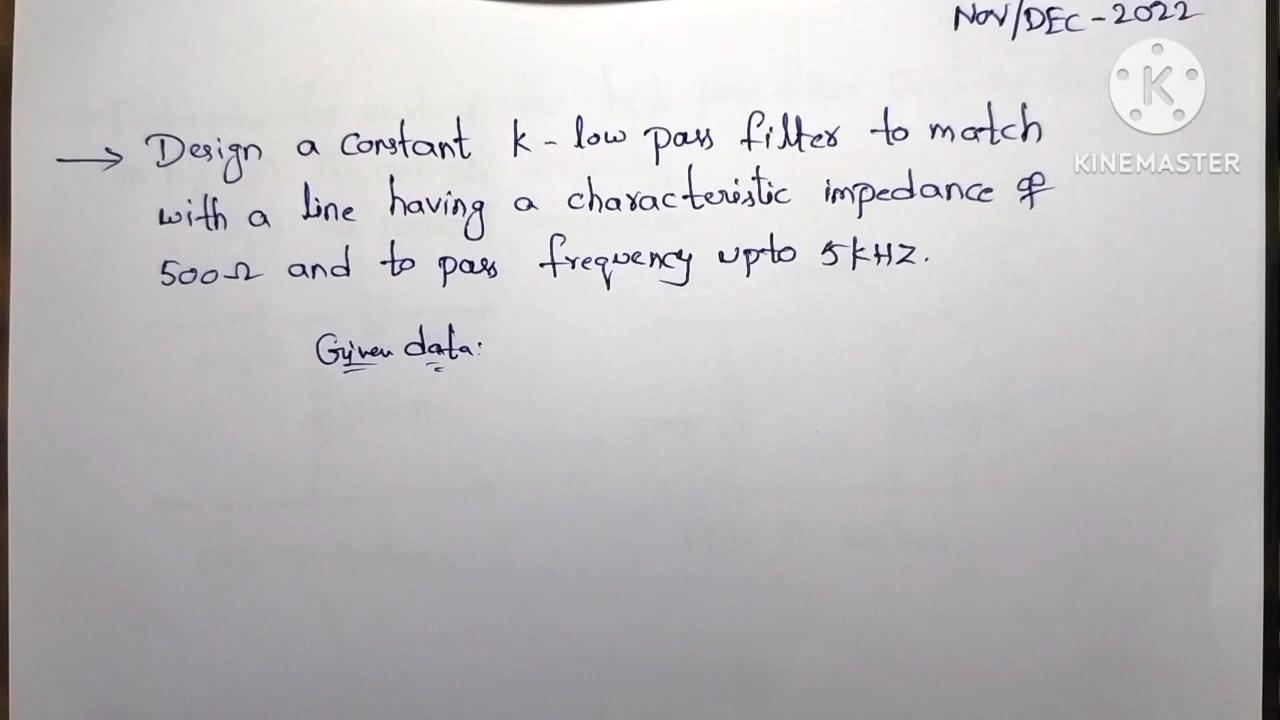 NOV/DEC-2022
K
KINEMASTER
→ Design a constant k-low pass filter to match
with a line having a characteristic impedance of
500Ω and to pass frequency upto 5kHZ.
Given data: